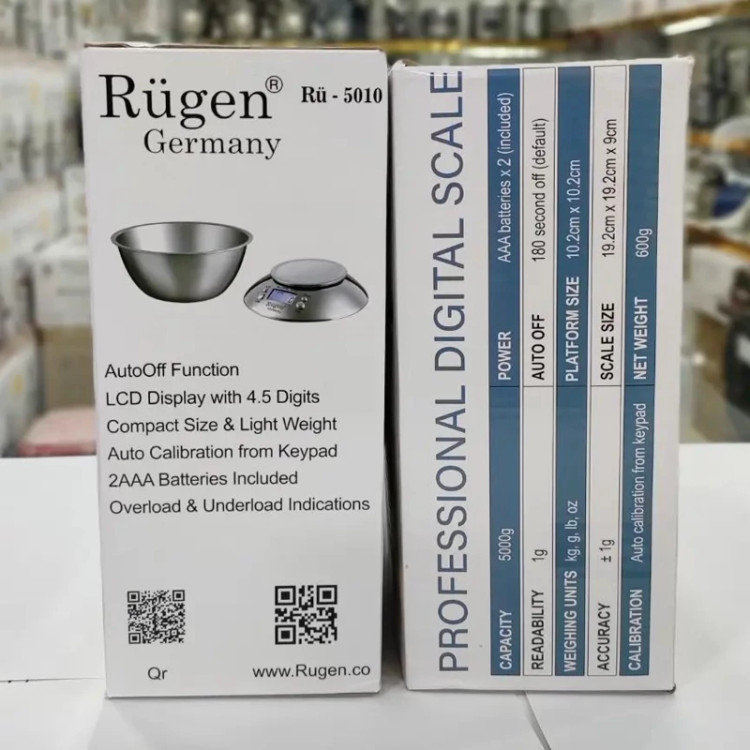 Rügen®
Rü - 5010
Germany
AutoOff Function
LCD Display with 4.5 Digits
Compact Size & Light Weight
Auto Calibration from Keypad
2AAA Batteries Included
Overload & Underload Indications
Qr
www.Rugen.co
PROFESSIONAL DIGITAL SCALE
CAPACITY 5000g POWER AAA batteries x 2 (included)
READABILITY 1g AUTO OFF 180 second off (default)
WEIGHING UNITS kg, g, lb, oz PLATFORM SIZE 10.2cm x 10.2cm
ACCURACY ± 1g SCALE SIZE 19.2cm x 19.2cm x 9cm
CALIBRATION Auto calibration from keypad NET WEIGHT 600g